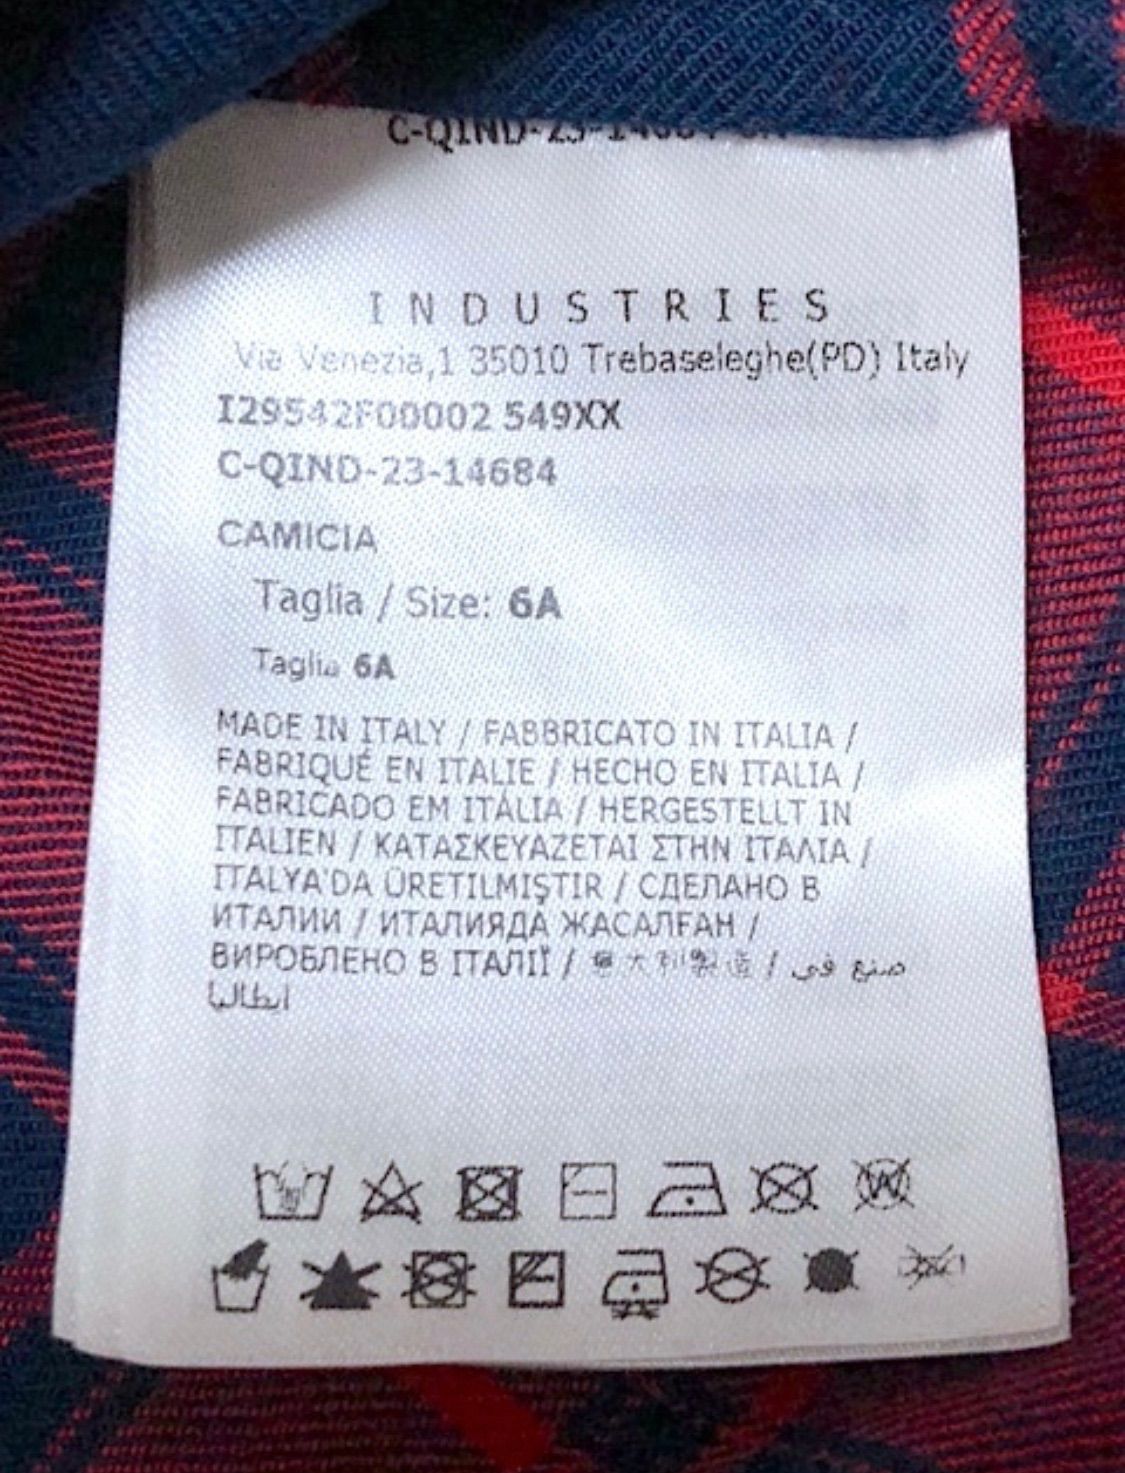 C-QIND-23-14684
INDUSTRIES
Via Venezia,1 35010 Trebaseleghe(PD) Italy
I29542F00002 549XX
C-QIND-23-14684
CAMICIA
Taglia / Size: 6A
Taglia 6A
MADE IN ITALY / FABBRICATO IN ITALIA /
FABRIQUÉ EN ITALIE / HECHO EN ITALIA /
FABRICADO EM ITÁLIA / HERGESTELLT IN
ITALIEN / ΚΑΤΑΣΚΕΥΑΖΕΤΑΙ ΣΤΗΝ ΙΤΑΛΙΑ /
ITALYA'DA ÜRETILMIŞTIR / СДЕЛАНО В
ИТАЛИИ / ИТАЛИЯДА ЖАСАЛҒАН /
ВИРОБЛЕНО В ІТАЛІЇ / 意大利製造 / صنع في
ايطاليا
W